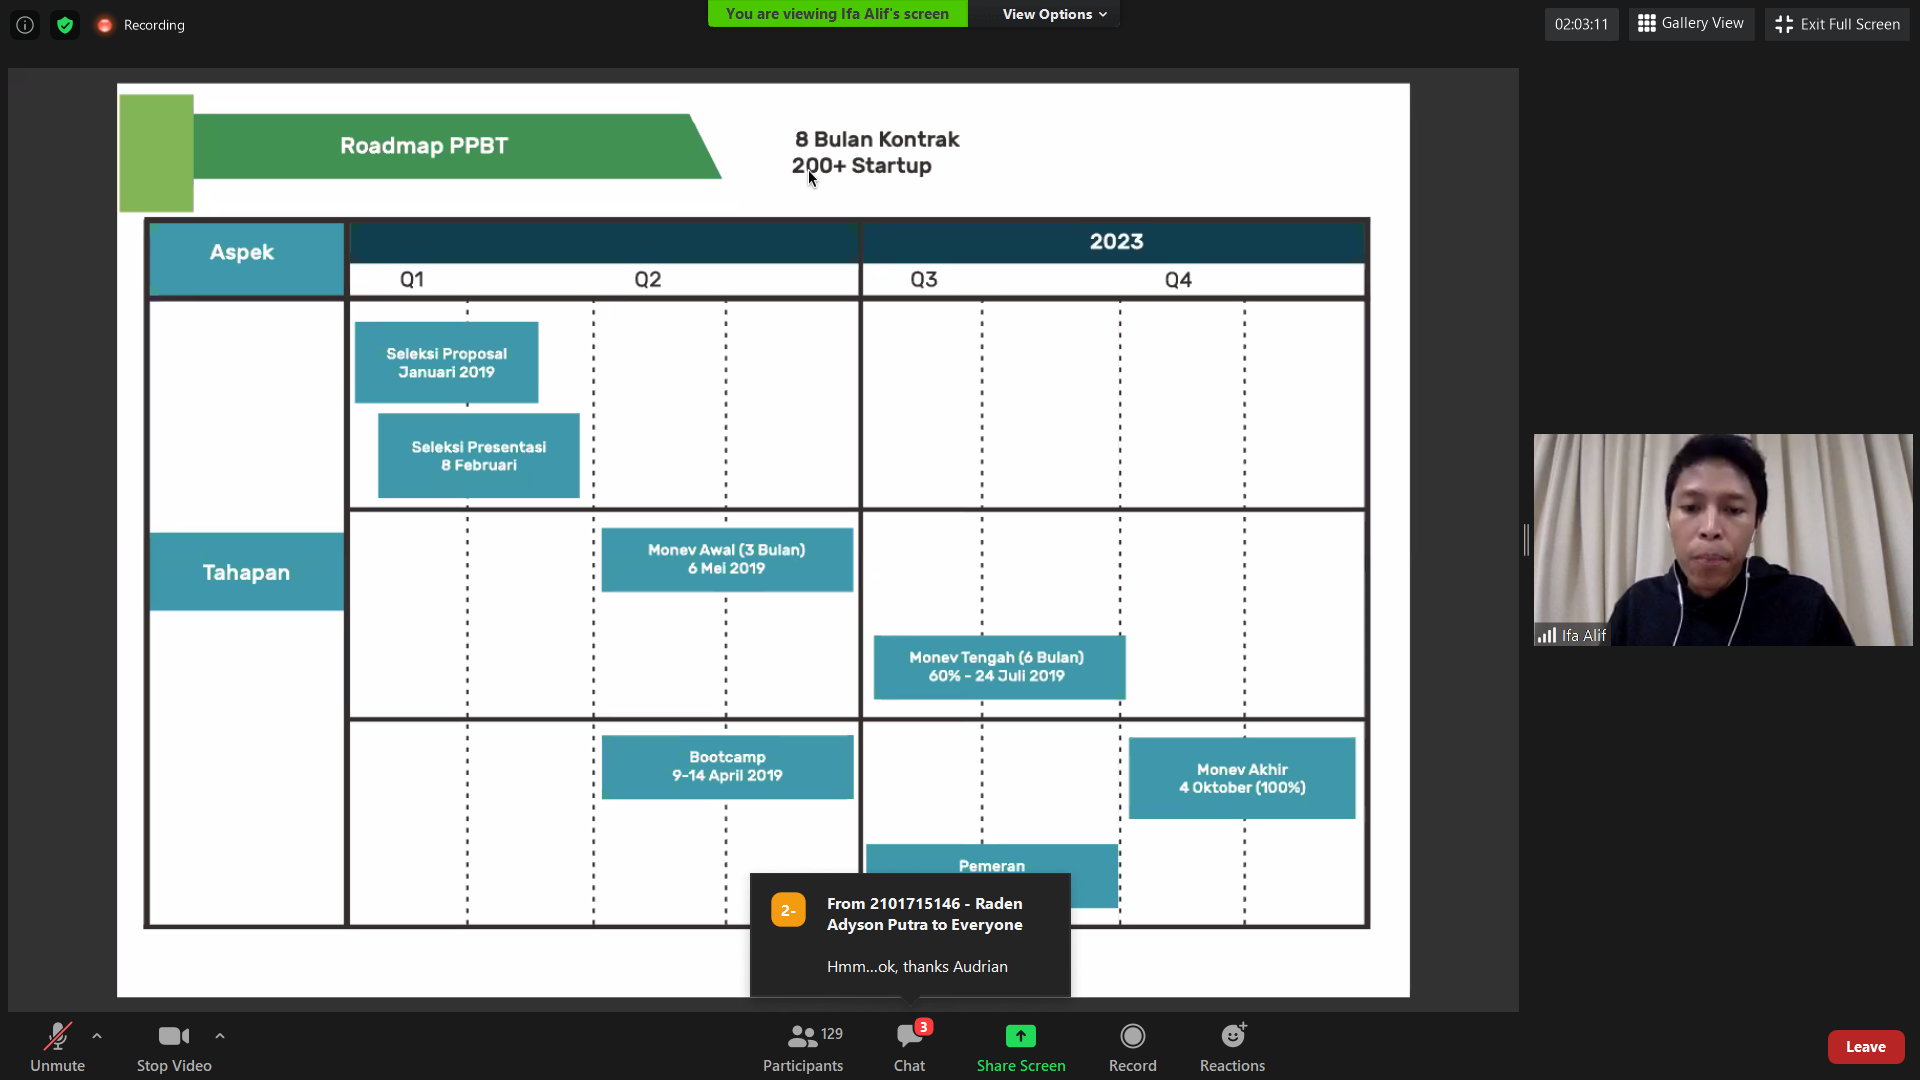 Recording
You are viewing Ifa Alif's screen
View Options
02:03:11
Gallery View
Exit Full Screen
Roadmap PPBT
8 Bulan Kontrak
200+ Startup
Aspek
2023
Q1
Q2
Q3
Q4
Seleksi Proposal
Januari 2019
Seleksi Presentasi
8 Februari
Tahapan
Monev Awal (3 Bulan)
6 Mei 2019
Monev Tengah (6 Bulan)
60% - 24 Juli 2019
Bootcamp
9-14 April 2019
Monev Akhir
4 Oktober (100%)
Pemeran
Ifa Alif
2-
From 2101715146 - Raden
Adyson Putra to Everyone
Hmm...ok, thanks Audrian
Unmute
Stop Video
129
Participants
3
Chat
Share Screen
Record
Reactions
Leave